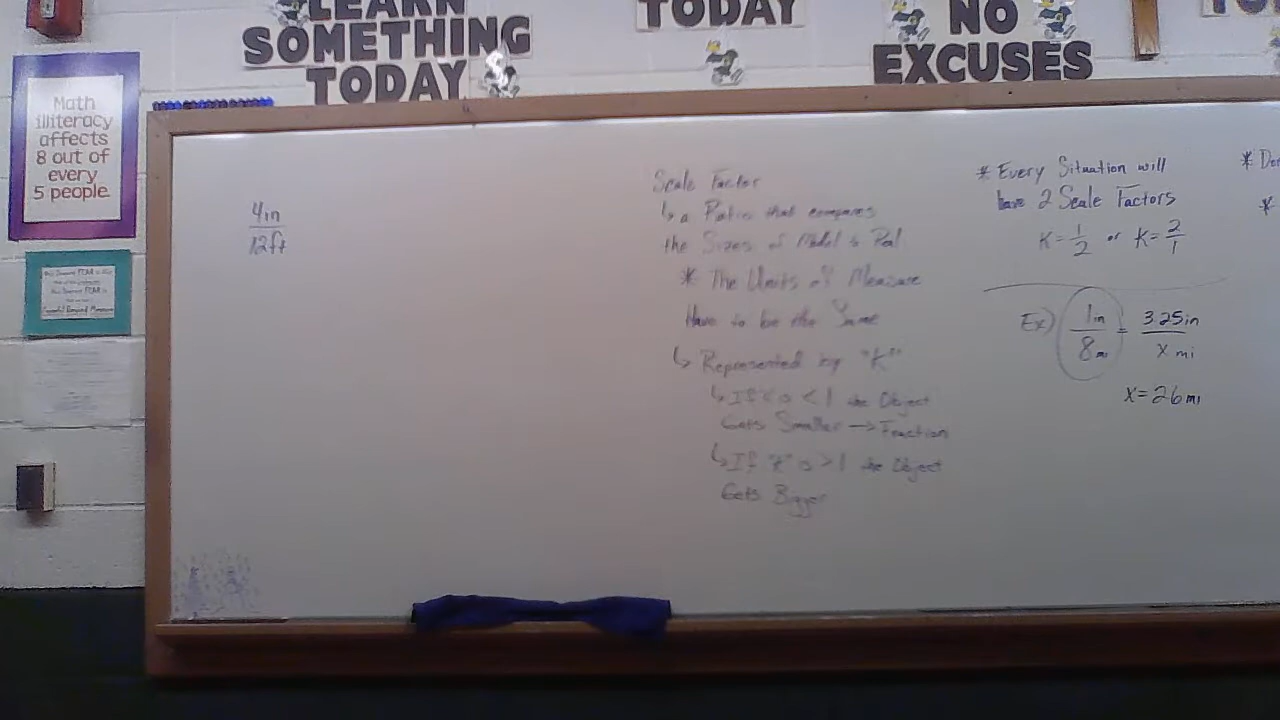 LEARN
SOMETHING
TODAY
TODAY
NO
EXCUSES
Math
illiteracy
affects
8 out of
every
5 people.
4in
12ft
Scale Factor
↳ a Ratio that compares
the Sizes of Model to Real
* The Units of Measure
Have to be the Same
↳ Represented by "K"
↳ If is < 1 the Object
Gets Smaller → Fraction
↳ If "K" is > 1 the Object
Gets Bigger
* Every Situation will
have 2 Scale Factors
K = 1/2 or K = 2/1
Ex) 1in/8mi = 3.25in/x mi
x = 26mi